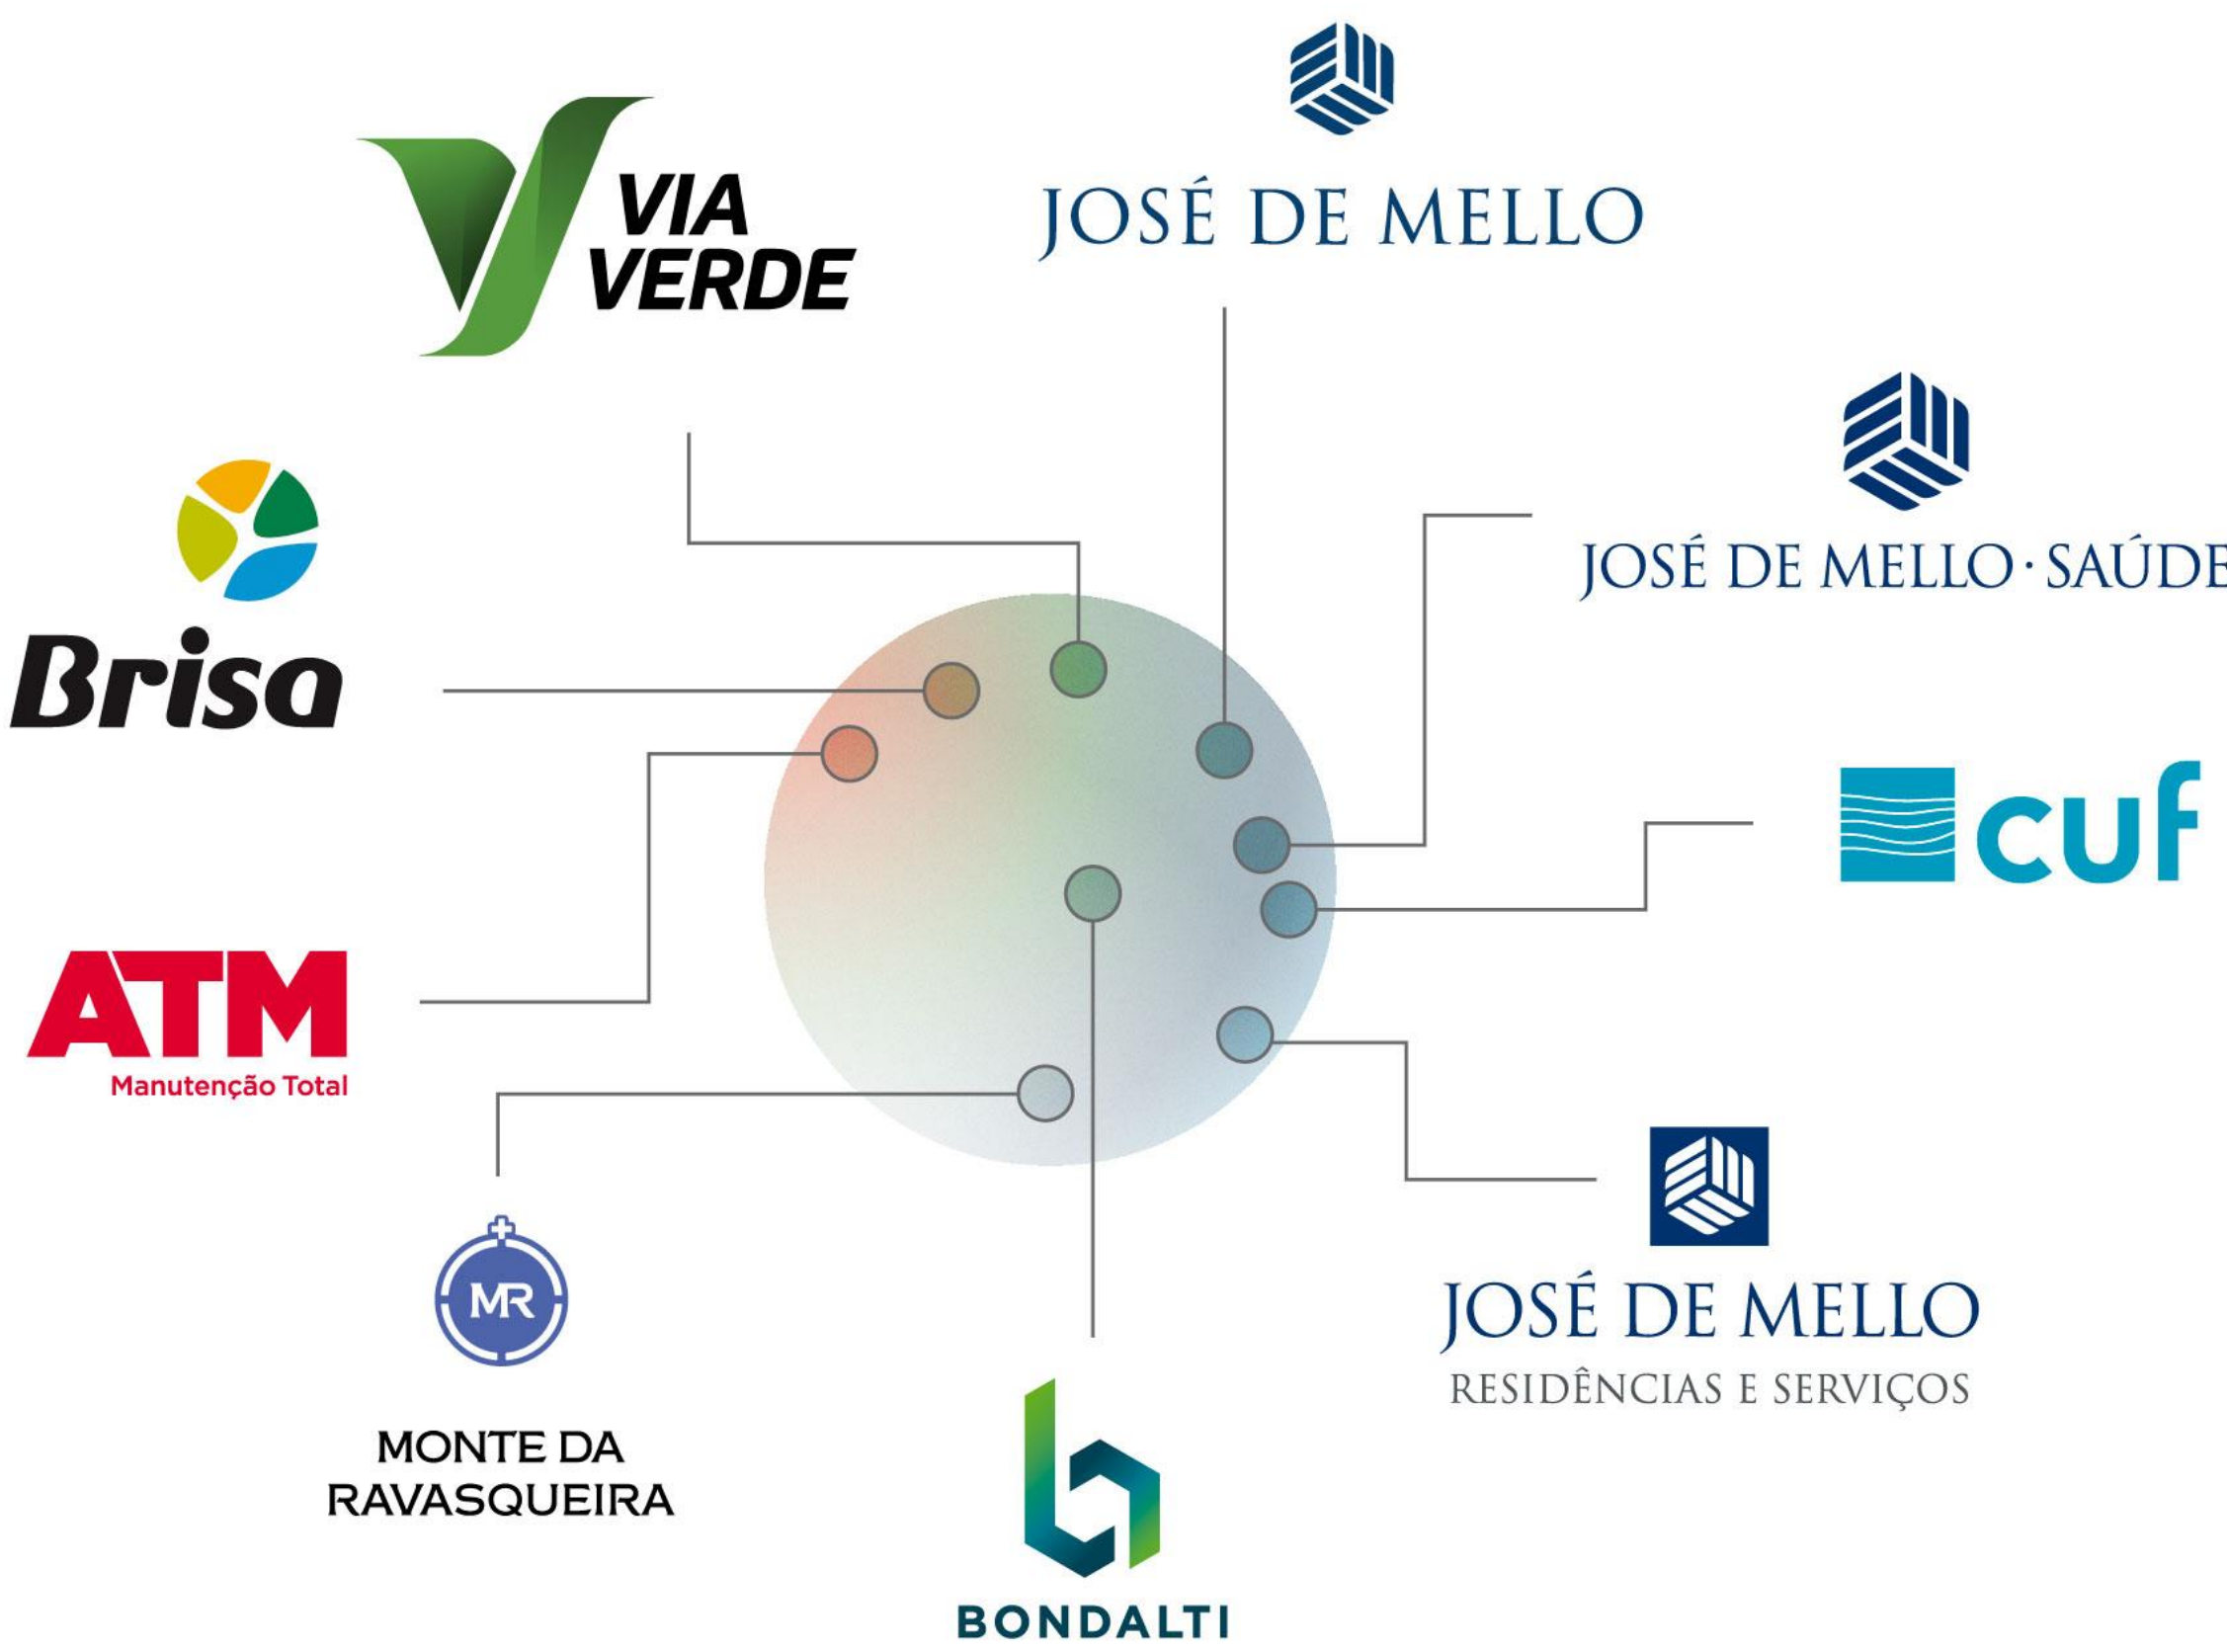 JOSÉ DE MELLO
VIA
VERDE
JOSÉ DE MELLO · SAÚDE
Brisa
cuf
ATM
Manutenção Total
MR
JOSÉ DE MELLO
RESIDÊNCIAS E SERVIÇOS
MONTE DA
RAVASQUEIRA
BONDALTI